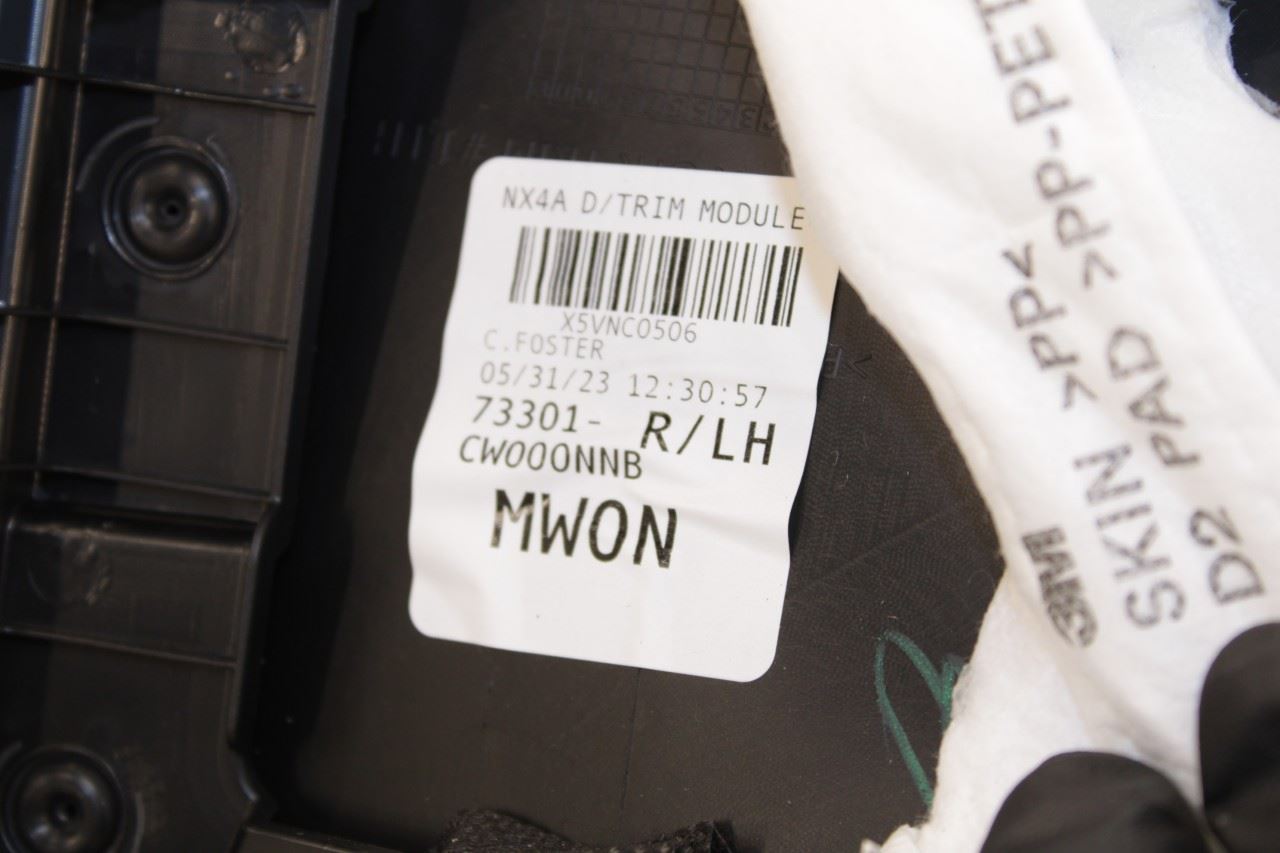 NX4A D/TRIM MODULE
X5VNC0506
C.FOSTER
05/31/23 12:30:57
73301- R/LH
CW000NNB
MWON
3M
SKIN >PP<
D2 PAD >PP-PET